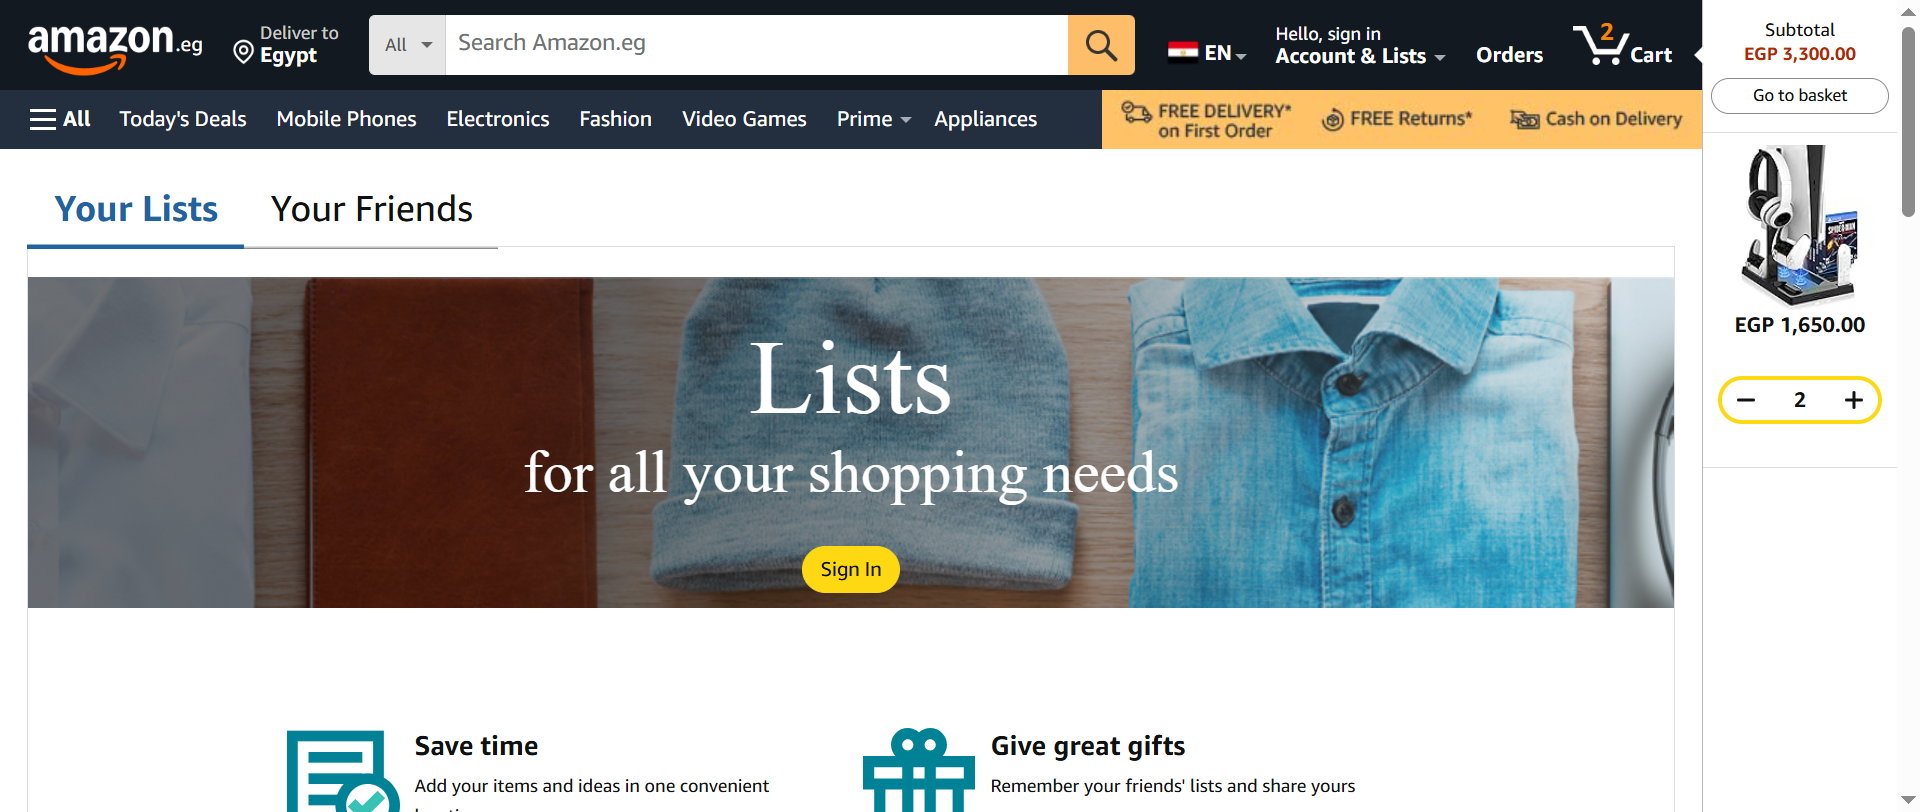 amazon.eg
Deliver to
Egypt
All
Search Amazon.eg
EN
Hello, sign in
Account & Lists
Orders
2
Cart
Subtotal
EGP 3,300.00
Go to basket
All
Today's Deals
Mobile Phones
Electronics
Fashion
Video Games
Prime
Appliances
FREE DELIVERY*
on First Order
FREE Returns*
Cash on Delivery
Your Lists
Your Friends
Lists
for all your shopping needs
Sign In
SPIDER-MAN
EGP 1,650.00
2
Save time
Add your items and ideas in one convenient
Give great gifts
Remember your friends' lists and share yours